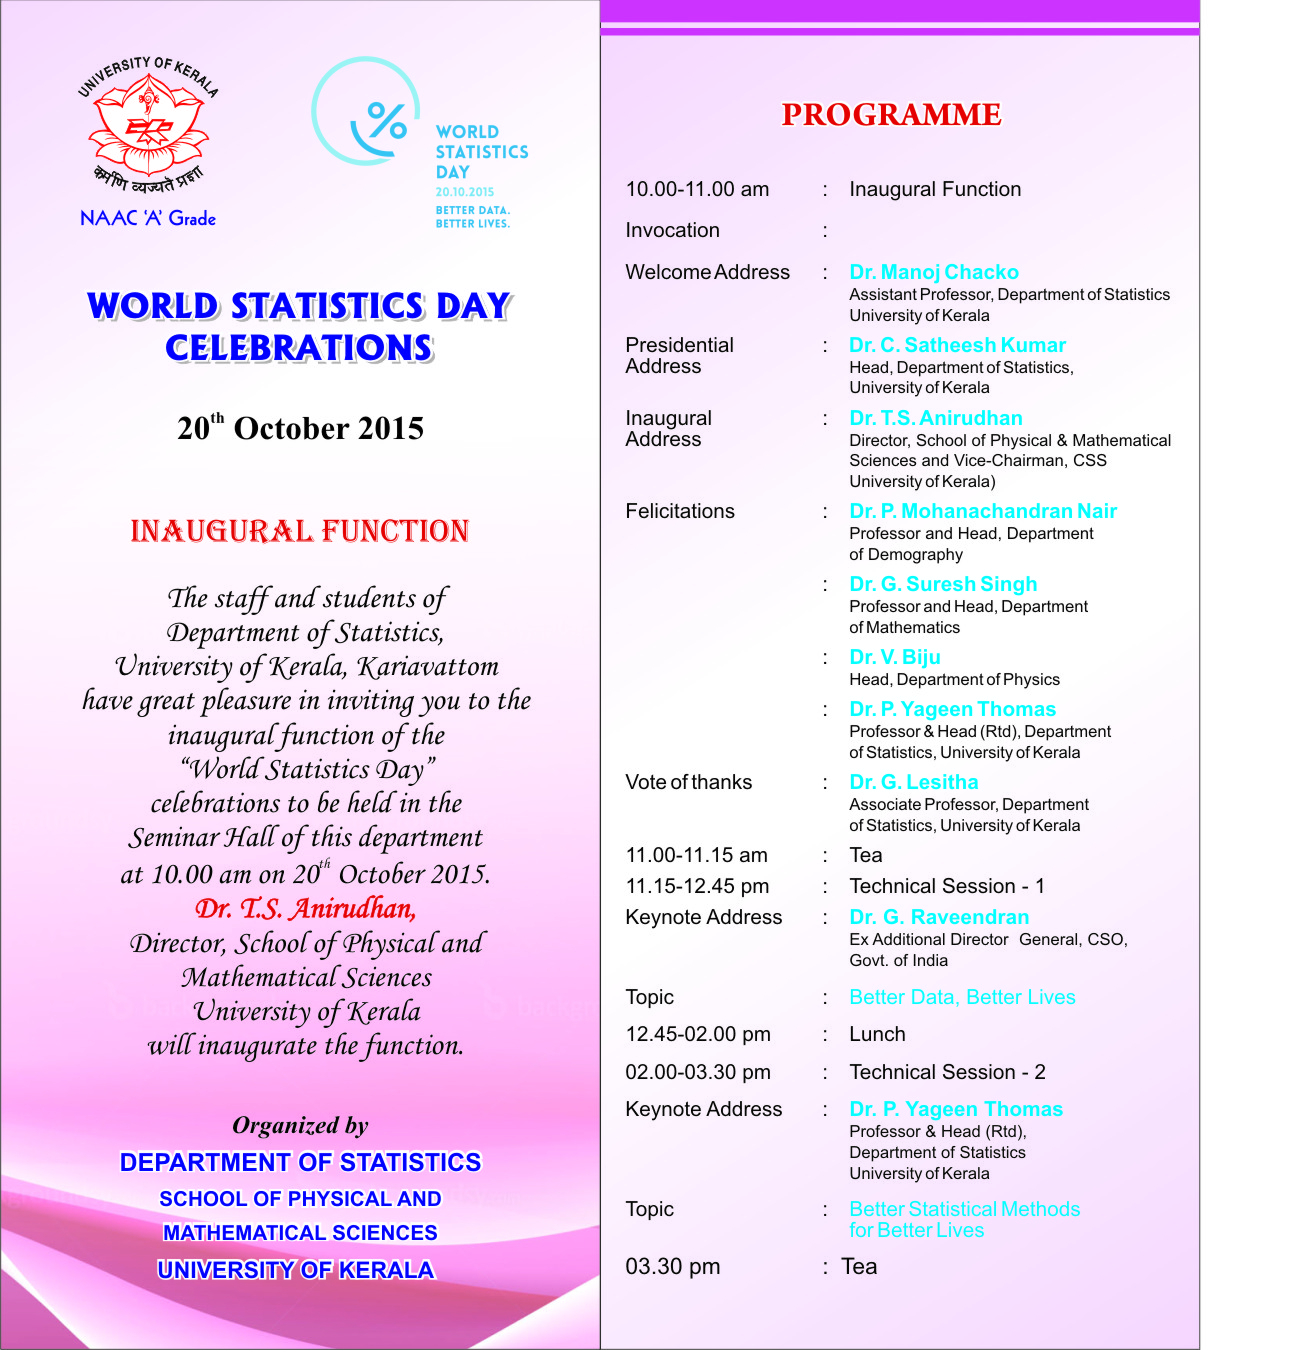 UNIVERSITY OF KERALA
कर्मणि व्यज्यते प्रज्ञा
NAAC ‘A’ Grade
%
WORLD
STATISTICS
DAY
20.10.2015
BETTER DATA.
BETTER LIVES.
WORLD STATISTICS DAY
CELEBRATIONS
20th October 2015
INAUGURAL FUNCTION
The staff and students of
Department of Statistics,
University of Kerala, Kariavattom
have great pleasure in inviting you to the
inaugural function of the
“World Statistics Day”
celebrations to be held in the
Seminar Hall of this department
at 10.00 am on 20th October 2015.
Dr. T.S. Anirudhan,
Director, School of Physical and
Mathematical Sciences
University of Kerala
will inaugurate the function.
Organized by
DEPARTMENT OF STATISTICS
SCHOOL OF PHYSICAL AND
MATHEMATICAL SCIENCES
UNIVERSITY OF KERALA
PROGRAMME
10.00-11.00 am : Inaugural Function
Invocation :
Welcome Address : Dr. Manoj Chacko
Assistant Professor, Department of Statistics
University of Kerala
Presidential : Dr. C. Satheesh Kumar
Address Head, Department of Statistics,
University of Kerala
Inaugural : Dr. T.S. Anirudhan
Address Director, School of Physical & Mathematical
Sciences and Vice-Chairman, CSS
University of Kerala)
Felicitations : Dr. P. Mohanachandran Nair
Professor and Head, Department
of Demography
: Dr. G. Suresh Singh
Professor and Head, Department
of Mathematics
: Dr. V. Biju
Head, Department of Physics
: Dr. P. Yageen Thomas
Professor & Head (Rtd), Department
of Statistics, University of Kerala
Vote of thanks : Dr. G. Lesitha
Associate Professor, Department
of Statistics, University of Kerala
11.00-11.15 am : Tea
11.15-12.45 pm : Technical Session - 1
Keynote Address : Dr. G. Raveendran
Ex Additional Director General, CSO,
Govt. of India
Topic : Better Data, Better Lives
12.45-02.00 pm : Lunch
02.00-03.30 pm : Technical Session - 2
Keynote Address : Dr. P. Yageen Thomas
Professor & Head (Rtd),
Department of Statistics
University of Kerala
Topic : Better Statistical Methods
for Better Lives
03.30 pm : Tea